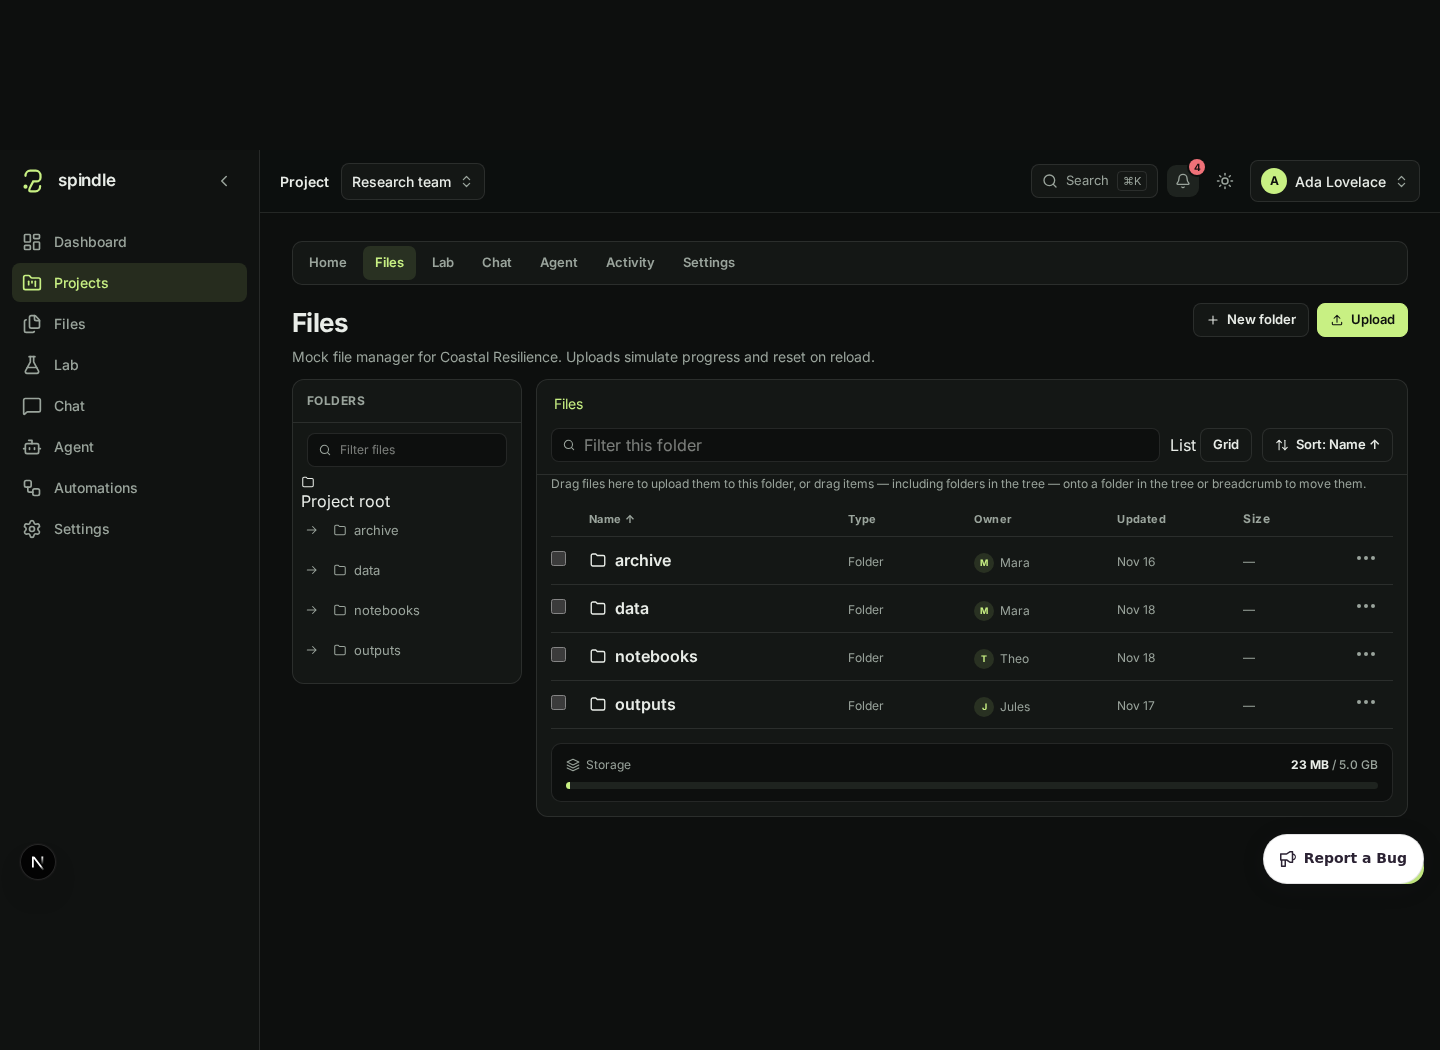 spindle
Project
Research team
Search
⌘K
4
A
Ada Lovelace
Dashboard
Projects
Files
Lab
Chat
Agent
Automations
Settings
Home
Files
Lab
Chat
Agent
Activity
Settings
Files
New folder
Upload
Mock file manager for Coastal Resilience. Uploads simulate progress and reset on reload.
FOLDERS
Filter files
Project root
archive
data
notebooks
outputs
Files
Filter this folder
List
Grid
Sort: Name ↑
Drag files here to upload them to this folder, or drag items — including folders in the tree — onto a folder in the tree or breadcrumb to move them.
Name ↑ Type Owner Updated Size
archive Folder M Mara Nov 16 —
data Folder M Mara Nov 18 —
notebooks Folder T Theo Nov 18 —
outputs Folder J Jules Nov 17 —
Storage
23 MB / 5.0 GB
N
Report a Bug